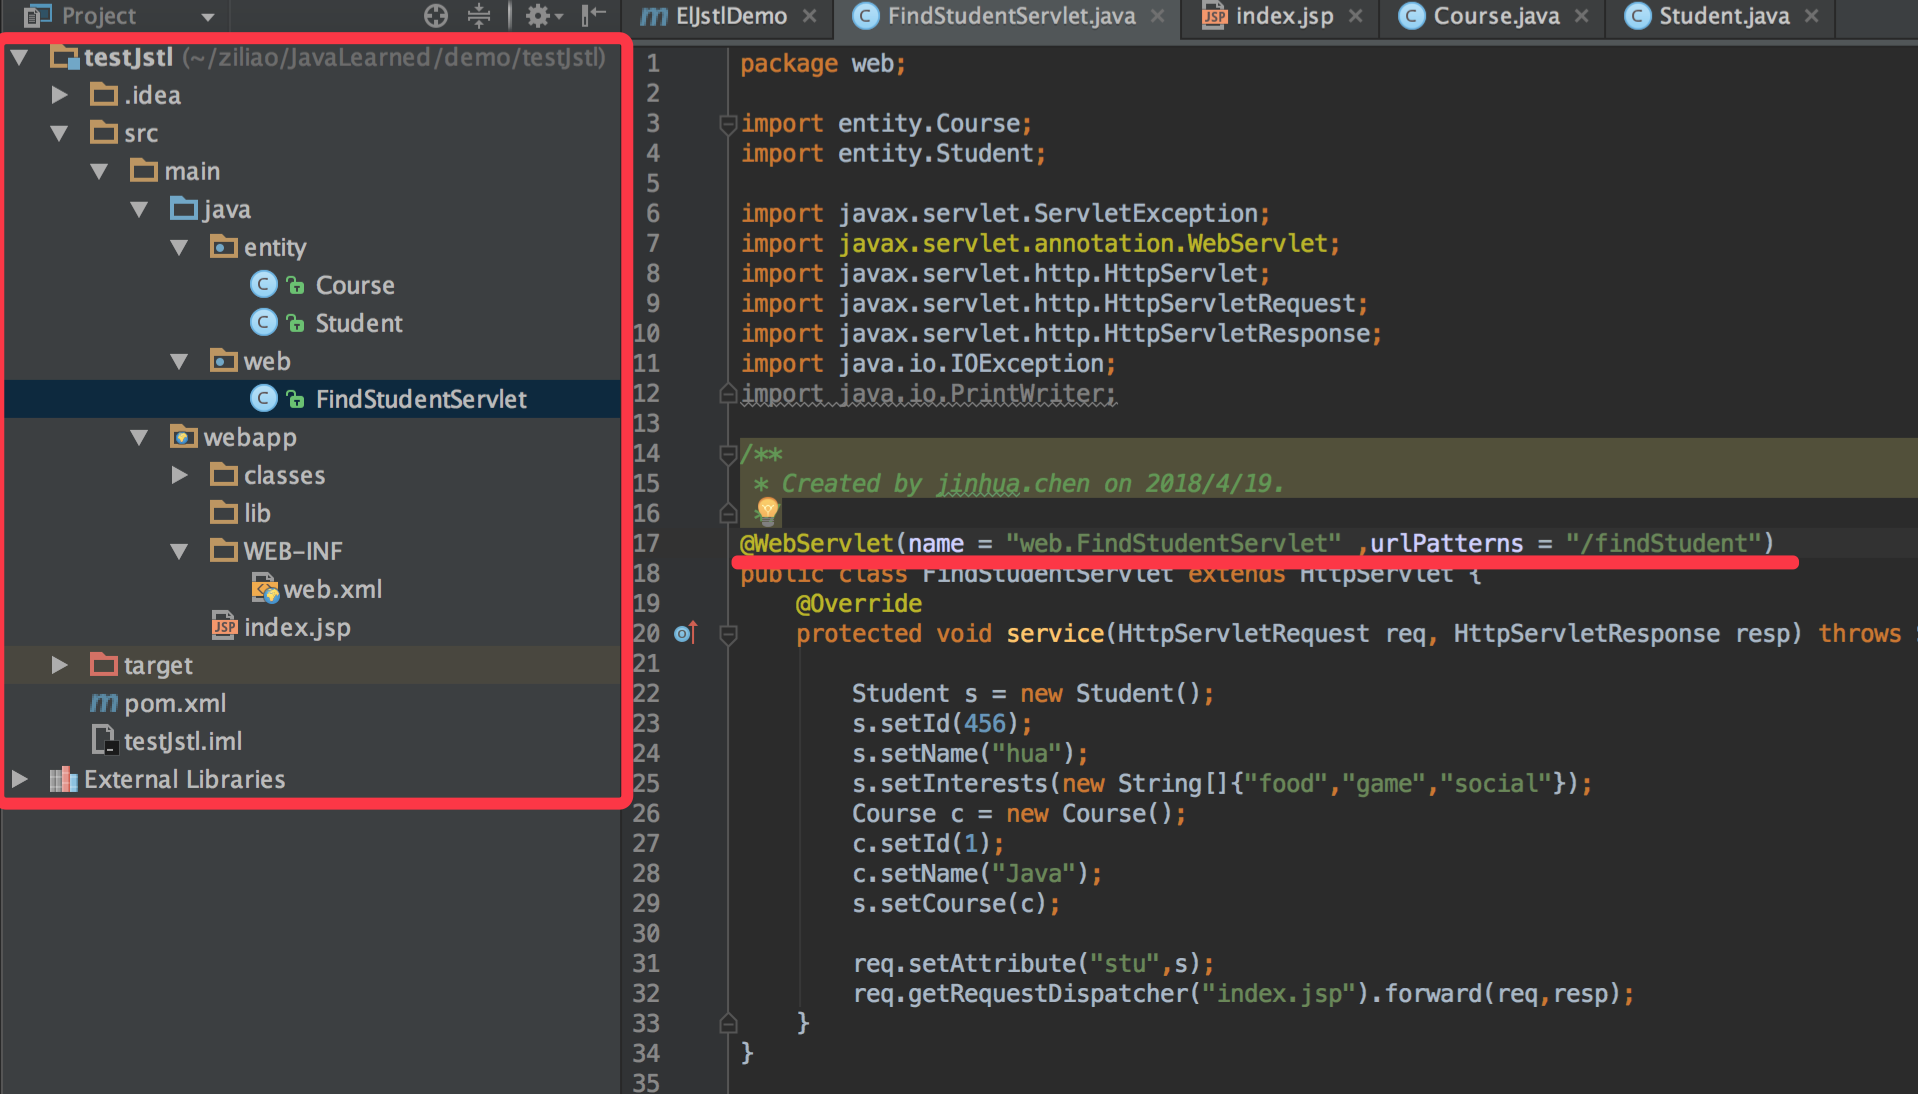 Project
ElJstlDemo
FindStudentServlet.java
index.jsp
Course.java
Student.java
testJstl (~/ziliao/JavaLearned/demo/testJstl)
.idea
src
main
java
entity
Course
Student
web
FindStudentServlet
webapp
classes
lib
WEB-INF
web.xml
index.jsp
target
pom.xml
testJstl.iml
External Libraries
1 package web;
2
3 import entity.Course;
4 import entity.Student;
5
6 import javax.servlet.ServletException;
7 import javax.servlet.annotation.WebServlet;
8 import javax.servlet.http.HttpServlet;
9 import javax.servlet.http.HttpServletRequest;
10 import javax.servlet.http.HttpServletResponse;
11 import java.io.IOException;
12 import java.io.PrintWriter;
13
14 /**
15 * Created by jinhua.chen on 2018/4/19.
16
17 @WebServlet(name = "web.FindStudentServlet" ,urlPatterns = "/findStudent")
18 public class FindStudentServlet extends HttpServlet {
19 @Override
20 protected void service(HttpServletRequest req, HttpServletResponse resp) throws
21
22 Student s = new Student();
23 s.setId(456);
24 s.setName("hua");
25 s.setInterests(new String[]{"food","game","social"});
26 Course c = new Course();
27 c.setId(1);
28 c.setName("Java");
29 s.setCourse(c);
30
31 req.setAttribute("stu",s);
32 req.getRequestDispatcher("index.jsp").forward(req,resp);
33 }
34 }
35